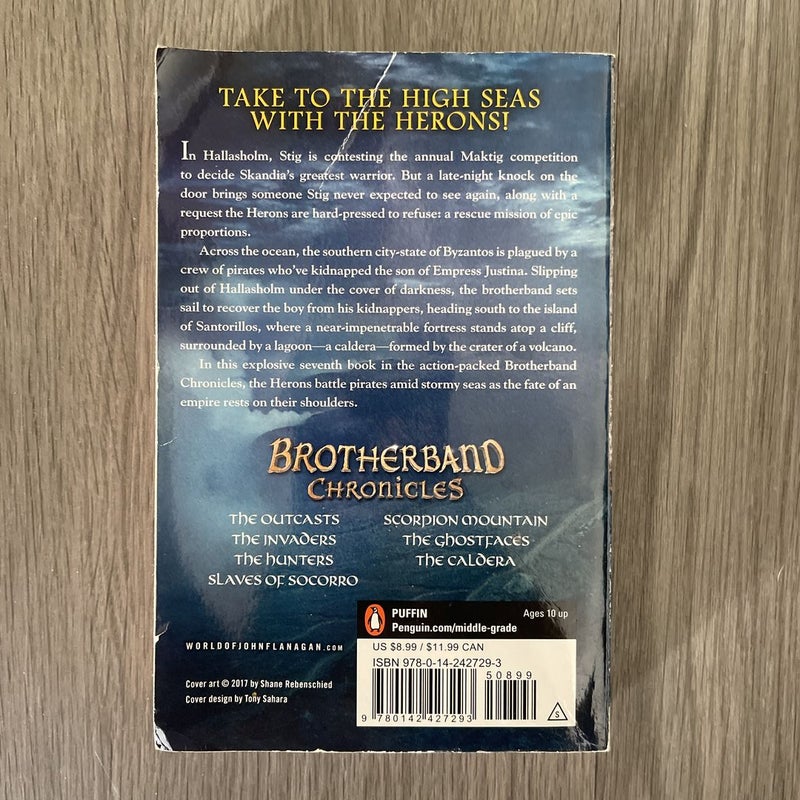 TAKE TO THE HIGH SEAS
WITH THE HERONS!
In Hallasholm, Stig is contesting the annual Maktig competition
to decide Skandia's greatest warrior. But a late-night knock on the
door brings someone Stig never expected to see again, along with a
request the Herons are hard-pressed to refuse: a rescue mission of epic
proportions.
Across the ocean, the southern city-state of Byzantos is plagued by a
crew of pirates who've kidnapped the son of Empress Justina. Slipping
out of Hallasholm under the cover of darkness, the brotherband sets
sail to recover the boy from his kidnappers, heading south to the island
of Santorillos, where a near-impenetrable fortress stands atop a cliff,
surrounded by a lagoon—a caldera—formed by the crater of a volcano.
In this explosive seventh book in the action-packed Brotherband
Chronicles, the Herons battle pirates amid stormy seas as the fate of an
empire rests on their shoulders.
BROTHERBAND
CHRONICLES
THE OUTCASTS
THE INVADERS
THE HUNTERS
SLAVES OF SOCORRO
SCORPION MOUNTAIN
THE GHOSTFACES
THE CALDERA
WORLDOFJOHNFLANAGAN.COM
Cover art © 2017 by Shane Rebenschied
Cover design by Tony Sahara
PUFFIN
Penguin.com/middle-grade
Ages 10 up
US $8.99 / $11.99 CAN
ISBN 978-0-14-242729-3
50899
9 780142 427293
S